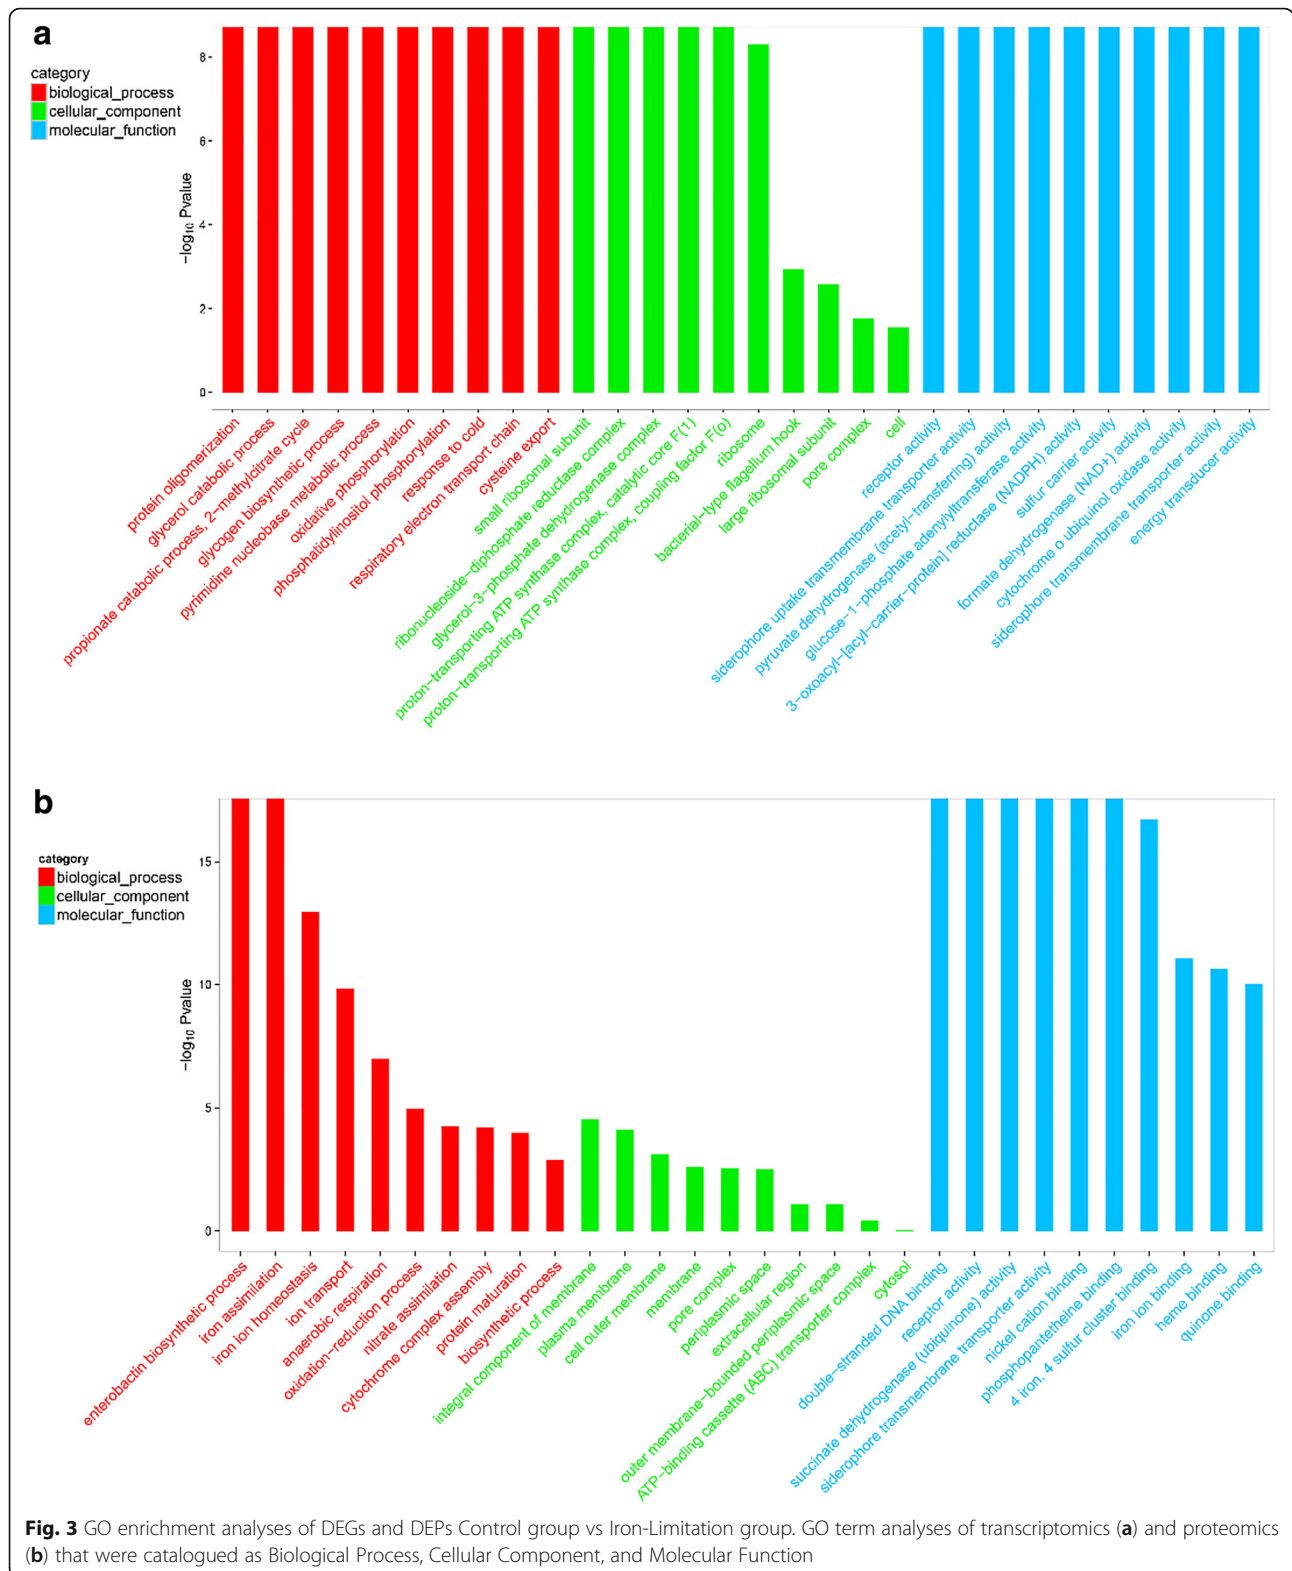 a
category
biological_process
cellular_component
molecular_function
−log10 Pvalue
8
6
4
2
0
protein oligomerization
glycerol catabolic process
propionate catabolic process, 2−methylcitrate cycle
glycogen biosynthetic process
pyrimidine nucleobase metabolic process
oxidative phosphorylation
phosphatidylinositol phosphorylation
response to cold
respiratory electron transport chain
cysteine export
small ribosomal subunit
ribonucleoside−diphosphate reductase complex
glycerol−3−phosphate dehydrogenase complex
proton−transporting ATP synthase complex, catalytic core F(1)
proton−transporting ATP synthase complex, coupling factor F(o)
ribosome
bacterial−type flagellum hook
large ribosomal subunit
pore complex
cell
receptor activity
siderophore uptake transmembrane transporter activity
pyruvate dehydrogenase (acetyl−transferring) activity
glucose−1−phosphate adenylyltransferase activity
3−oxoacyl−[acyl−carrier−protein] reductase (NADPH) activity
sulfur carrier activity
formate dehydrogenase (NAD+) activity
cytochrome o ubiquinol oxidase activity
siderophore transmembrane transporter activity
energy transducer activity
b
category
biological_process
cellular_component
molecular_function
−log10 Pvalue
15
10
5
0
enterobactin biosynthetic process
iron assimilation
iron ion homeostasis
ion transport
anaerobic respiration
oxidation−reduction process
nitrate assimilation
cytochrome complex assembly
protein maturation
biosynthetic process
integral component of membrane
plasma membrane
cell outer membrane
membrane
pore complex
periplasmic space
extracellular region
outer membrane−bounded periplasmic space
ATP−binding cassette (ABC) transporter complex
cytosol
double−stranded DNA binding
receptor activity
succinate dehydrogenase (ubiquinone) activity
siderophore transmembrane transporter activity
nickel cation binding
phosphopantetheine binding
4 iron, 4 sulfur cluster binding
iron ion binding
heme binding
quinone binding
Fig. 3 GO enrichment analyses of DEGs and DEPs Control group vs Iron-Limitation group. GO term analyses of transcriptomics (a) and proteomics
(b) that were catalogued as Biological Process, Cellular Component, and Molecular Function